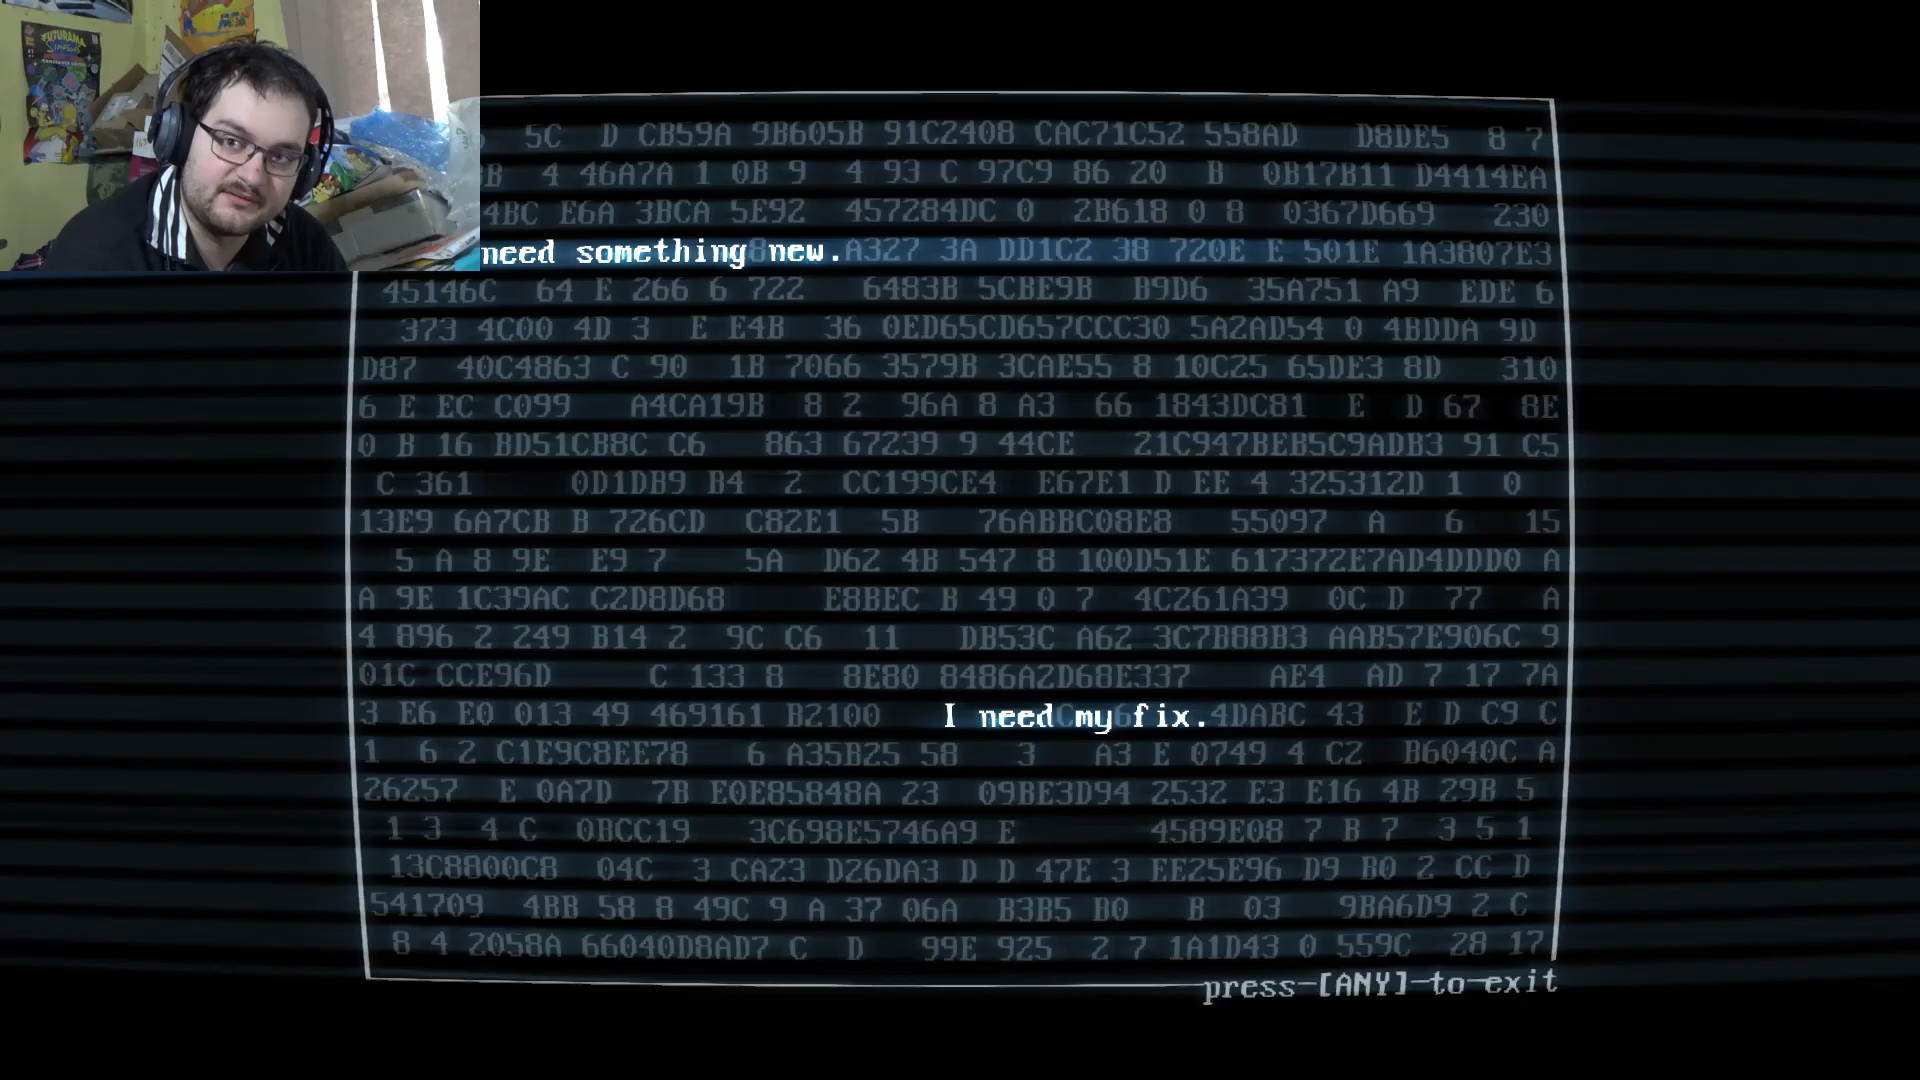 FUTURAMA
SIMPSONS
5C D CB59A 9B605B 91C2408 CAC71C52 558AD D8DE5 8 7
B 4 46A7A 1 0B 9 4 93 C 97C9 86 20 B 0B17B11 D4414EA
4BC E6A 3BCA 5E92 457284DC 0 2B618 0 8 0367D669 230
need something new. A327 3A DD1C2 38 720E E 501E 1A3807E3
45146C 64 E 266 6 722 6483B 5CBE9B B9D6 35A751 A9 EDE 6
373 4C00 4D 3 E E4B 36 0ED65CD657CCC30 5A2AD54 0 4BDDA 9D
D87 40C4863 C 90 1B 7066 3579B 3CAE55 8 10C25 65DE3 8D 310
6 E EC C099 A4CA19B 8 2 96A 8 A3 66 1843DC81 E D 67 8E
0 B 16 BD51CB8C C6 863 67239 9 44CE 21C947BEB5C9ADB3 91 C5
C 361 0D1DB9 B4 2 CC199CE4 E67E1 D EE 4 325312D 1 0
13E9 6A7CB B 726CD C82E1 5B 76ABBC08E8 55097 A 6 15
5 A 8 9E E9 7 5A D62 4B 547 8 100D51E 617372E7AD4DDD0 A
A 9E 1C39AC C2D8D68 E8BEC B 49 0 7 4C261A39 0C D 77 A
4 896 2 249 B14 2 9C C6 11 DB53C A62 3C7B88B3 AAB57E906C 9
01C CCE96D C 133 8 8E80 8486A2D68E337 AE4 AD 7 17 7A
3 E6 E0 013 49 469161 B2100 I need my fix. 4DABC 43 E D C9 C
1 6 2 C1E9C8EE78 6 A35B25 58 3 A3 E 0749 4 C2 B6040C A
26257 E 0A7D 7B E0E85848A 23 09BE3D94 2532 E3 E16 4B 29B 5
1 3 4 C 0BCC19 3C698E5746A9 E 4589E08 7 B 7 3 5 1
13C8800C8 04C 3 CA23 D26DA3 D D 47E 3 EE25E96 D9 B0 2 CC D
541709 4BB 58 8 49C 9 A 37 06A B3B5 B0 B 03 9BA6D9 2 C
8 4 2058A 66040D8AD7 C D 99E 925 2 7 1A1D43 0 559C 28 17
press-[ANY]-to-exit